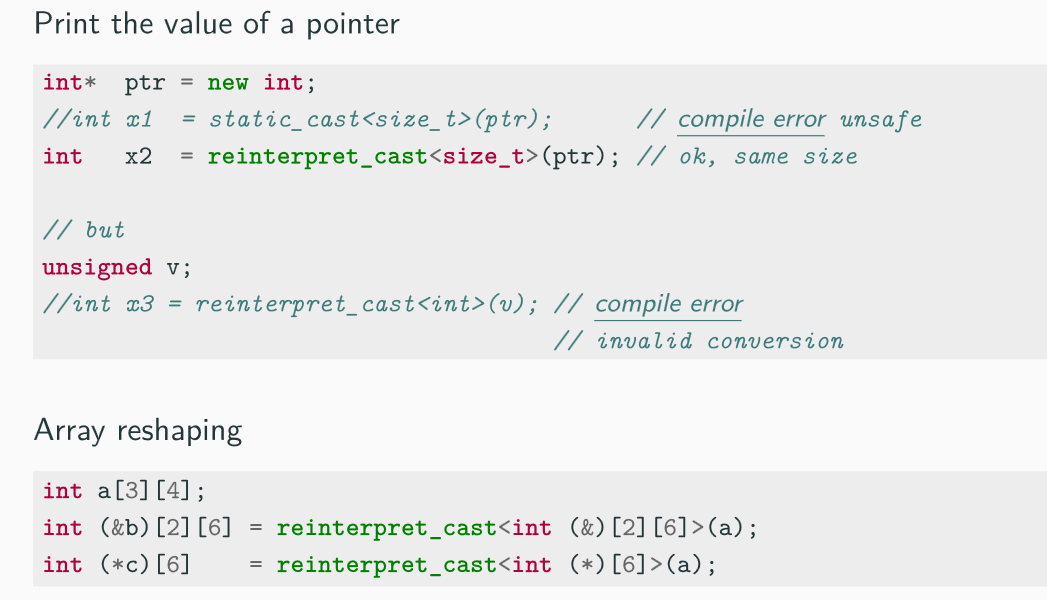 Print the value of a pointer
int*  ptr = new int;
//int x1  = static_cast<size_t>(ptr);      // compile error unsafe
int   x2  = reinterpret_cast<size_t>(ptr); // ok, same size
// but
unsigned v;
//int x3 = reinterpret_cast<int>(v); // compile error
// invalid conversion
Array reshaping
int a[3][4];
int (&b)[2][6] = reinterpret_cast<int (&)[2][6]>(a);
int (*c)[6]    = reinterpret_cast<int (*)[6]>(a);